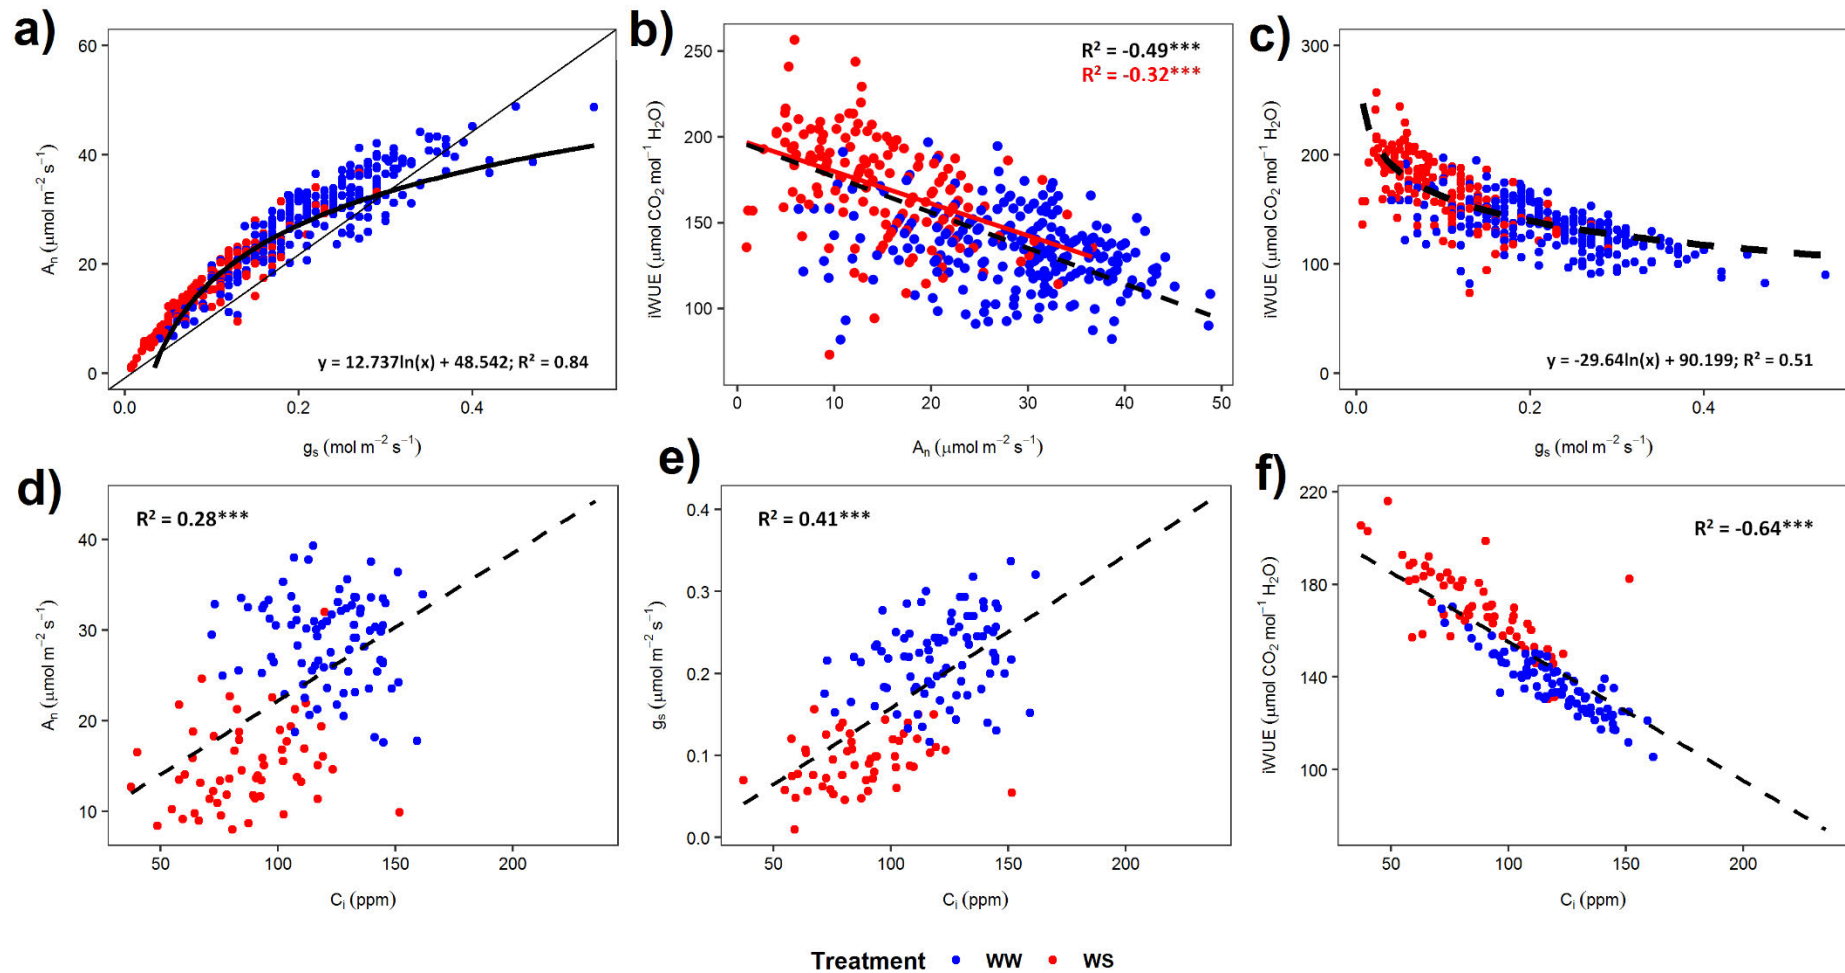 a)
60
40
20
0
Aₙ (μmol m⁻² s⁻¹)
y = 12.737ln(x) + 48.542; R² = 0.84
0.0 0.2 0.4
gₛ (mol m⁻² s⁻¹)
b)
250
200
150
100
iWUE (μmol CO₂ mol⁻¹ H₂O)
R² = -0.49***
R² = -0.32***
0 10 20 30 40 50
Aₙ (μmol m⁻² s⁻¹)
c)
300
200
100
0
iWUE (μmol CO₂ mol⁻¹ H₂O)
y = -29.64ln(x) + 90.199; R² = 0.51
0.0 0.2 0.4
gₛ (mol m⁻² s⁻¹)
d)
40
30
20
10
Aₙ (μmol m⁻² s⁻¹)
R² = 0.28***
50 100 150 200
Cᵢ (ppm)
e)
0.4
0.3
0.2
0.1
0.0
gₛ (μmol m⁻² s⁻¹)
R² = 0.41***
50 100 150 200
Cᵢ (ppm)
f)
220
180
140
100
iWUE (μmol CO₂ mol⁻¹ H₂O)
R² = -0.64***
50 100 150 200
Cᵢ (ppm)
Treatment WW WS